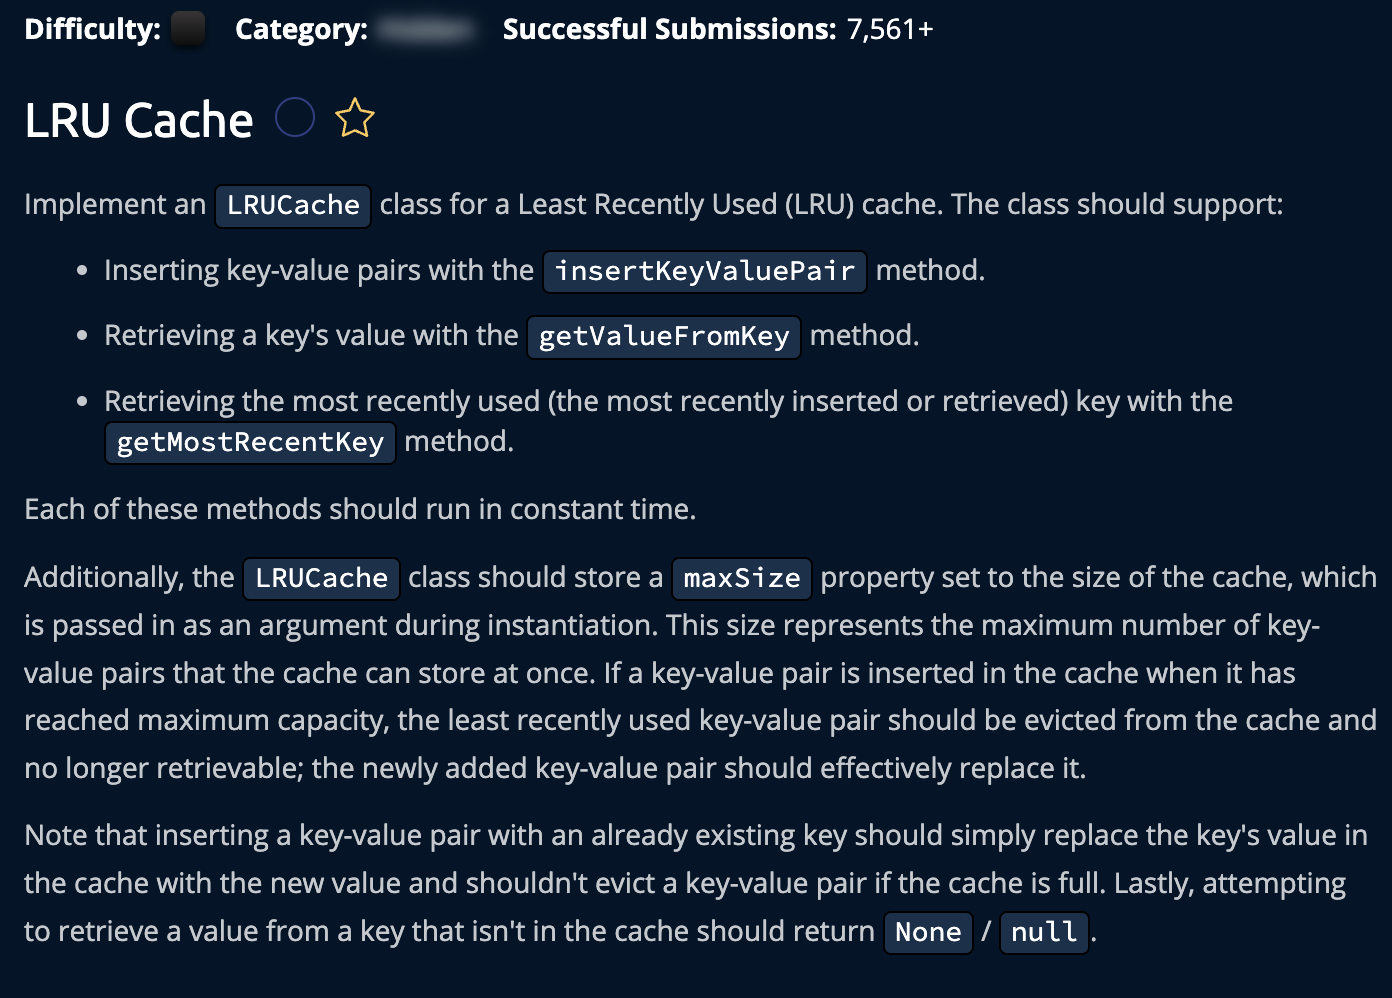 Difficulty: Category: Successful Submissions: 7,561+
LRU Cache
Implement an LRUCache class for a Least Recently Used (LRU) cache. The class should support:
• Inserting key-value pairs with the insertKeyValuePair method.
• Retrieving a key's value with the getValueFromKey method.
• Retrieving the most recently used (the most recently inserted or retrieved) key with the
getMostRecentKey method.
Each of these methods should run in constant time.
Additionally, the LRUCache class should store a maxSize property set to the size of the cache, which
is passed in as an argument during instantiation. This size represents the maximum number of key-
value pairs that the cache can store at once. If a key-value pair is inserted in the cache when it has
reached maximum capacity, the least recently used key-value pair should be evicted from the cache and
no longer retrievable; the newly added key-value pair should effectively replace it.
Note that inserting a key-value pair with an already existing key should simply replace the key's value in
the cache with the new value and shouldn't evict a key-value pair if the cache is full. Lastly, attempting
to retrieve a value from a key that isn't in the cache should return None / null.